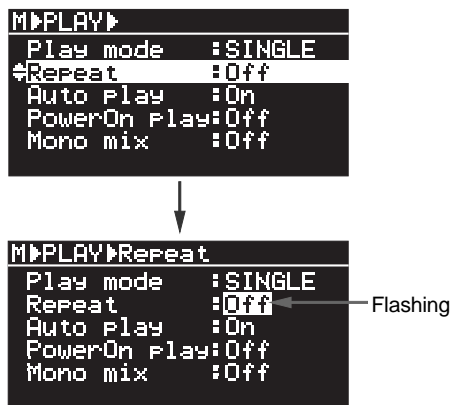 M▶PLAY▶
Play mode :SINGLE
Repeat :Off
Auto play :On
PowerOn play:Off
Mono mix :Off
M▶PLAY▶Repeat
Play mode :SINGLE
Repeat :Off
Flashing
Auto play :On
PowerOn play:Off
Mono mix :Off